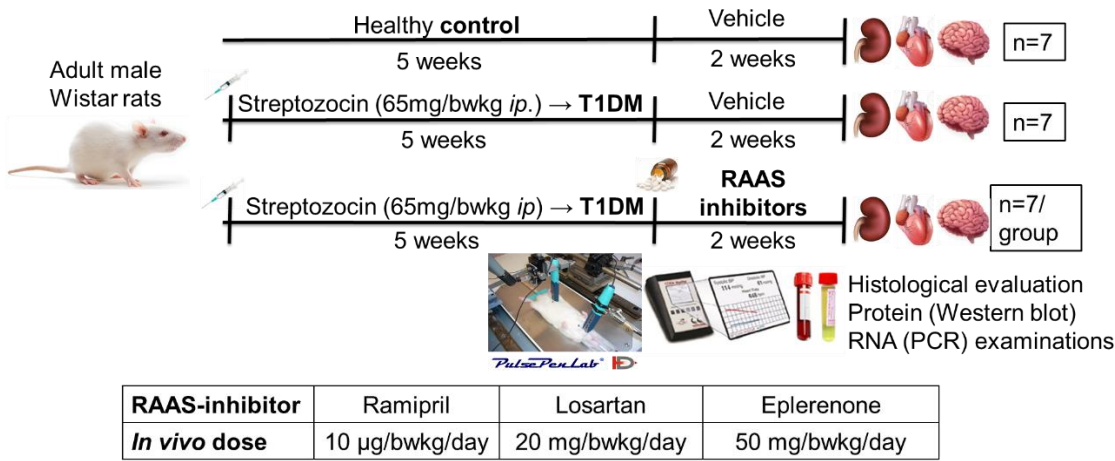 Healthy control
Vehicle
5 weeks
2 weeks
n=7
Adult male
Wistar rats
Streptozocin (65mg/bwkg ip.) → T1DM
Vehicle
5 weeks
2 weeks
n=7
RAAS
inhibitors
Streptozocin (65mg/bwkg ip) → T1DM
5 weeks
2 weeks
n=7/
group
PulsePenLab®
Histological evaluation
Protein (Western blot)
RNA (PCR) examinations
RAAS-inhibitor Ramipril Losartan Eplerenone
In vivo dose 10 µg/bwkg/day 20 mg/bwkg/day 50 mg/bwkg/day